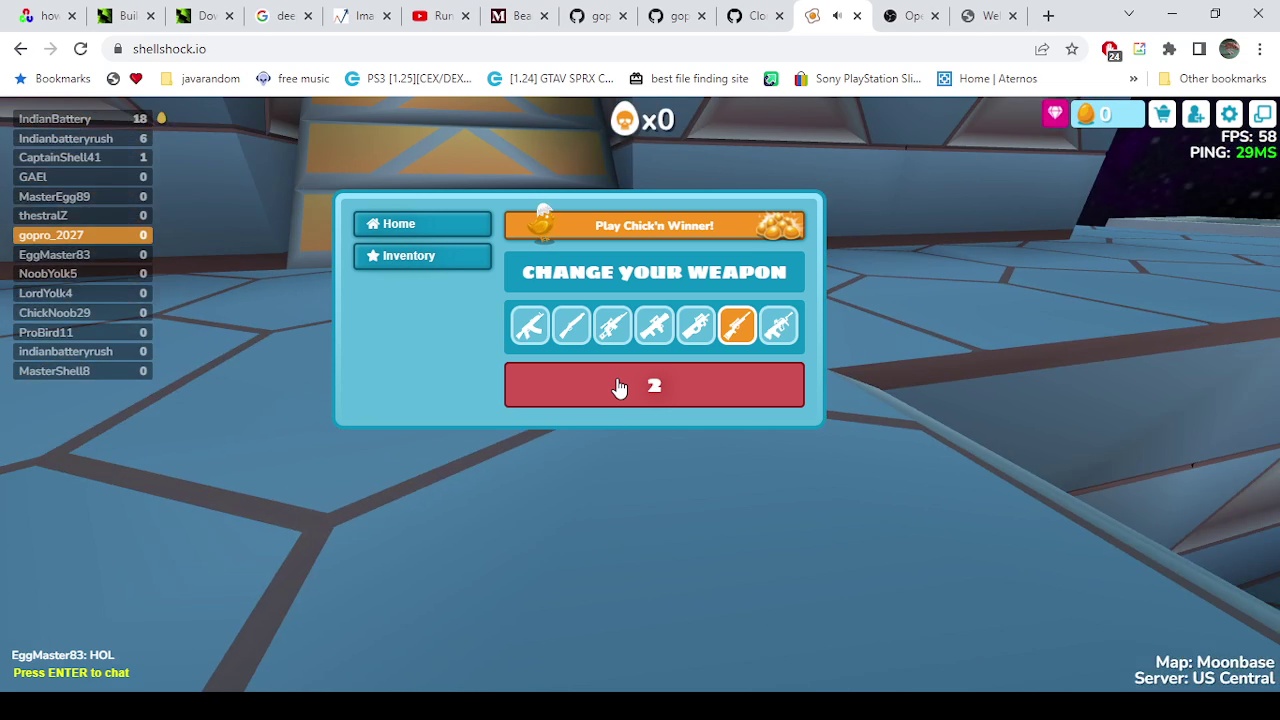 how
Buil
Dov
dee
Ima
Run
Bea
gop
gop
Clo
Ope
Wel
shellshock.io
24
Bookmarks
javarandom
free music
PS3 [1.25][CEX/DEX...
[1.24] GTAV SPRX C...
best file finding site
Sony PlayStation Sli...
Home | Aternos
»
Other bookmarks
IndianBattery 18
Indianbatteryrush 6
CaptainShell41 1
GAEl 0
MasterEgg89 0
thestralZ 0
gopro_2027 0
EggMaster83 0
NoobYolk5 0
LordYolk4 0
ChickNoob29 0
ProBird11 0
indianbatteryrush 0
MasterShell8 0
x0
0
FPS: 58
PING: 29MS
Home
Inventory
Play Chick'n Winner!
CHANGE YOUR WEAPON
2
EggMaster83: HOL
Press ENTER to chat
Map: Moonbase
Server: US Central